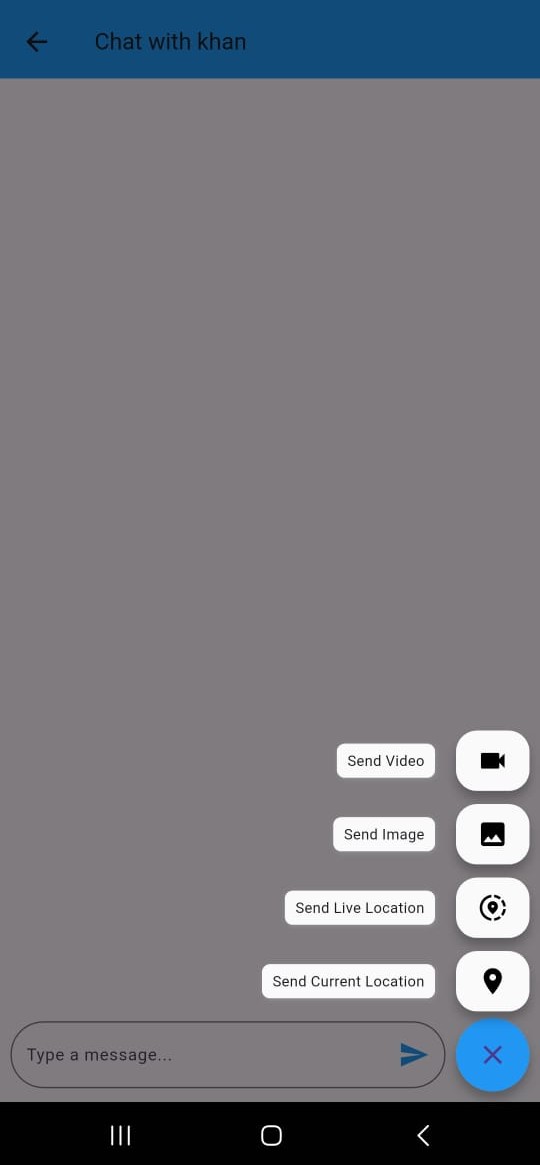 Chat with khan
Send Video
Send Image
Send Live Location
Send Current Location
Type a message...